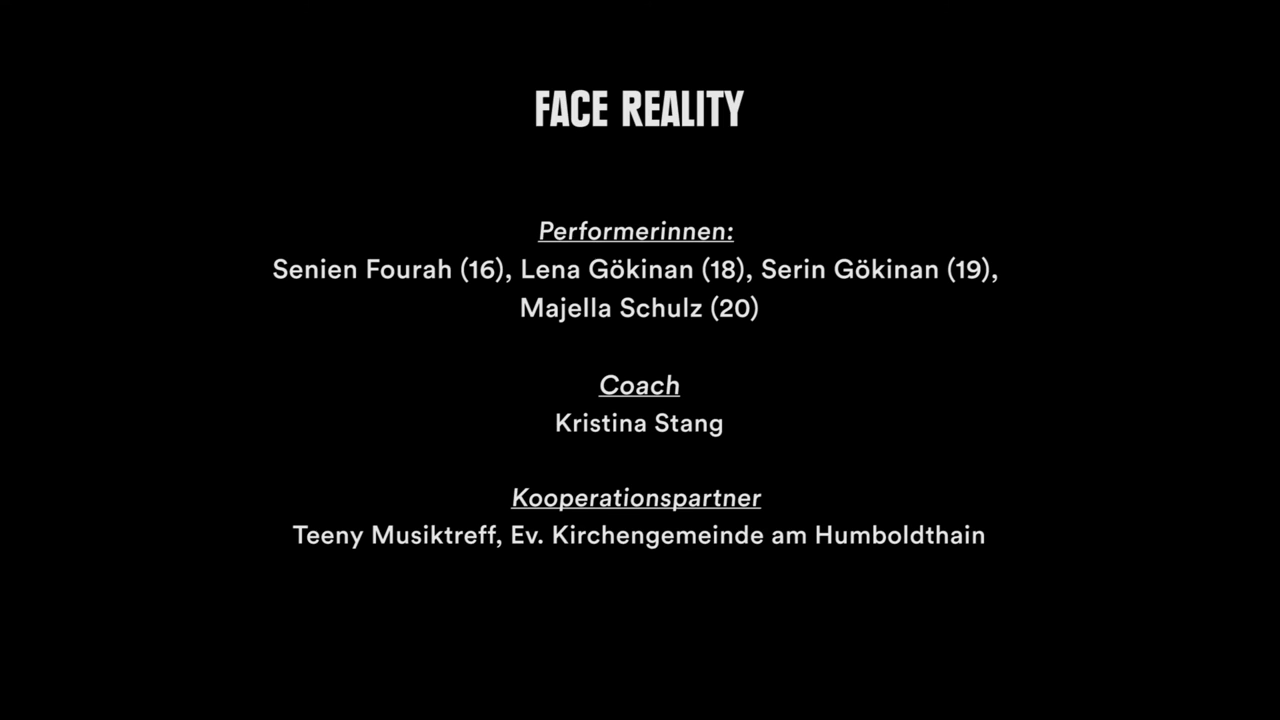 FACE REALITY
Performerinnen:
Senien Fourah (16), Lena Gökinan (18), Serin Gökinan (19),
Majella Schulz (20)
Coach
Kristina Stang
Kooperationspartner
Teeny Musiktreff, Ev. Kirchengemeinde am Humboldthain